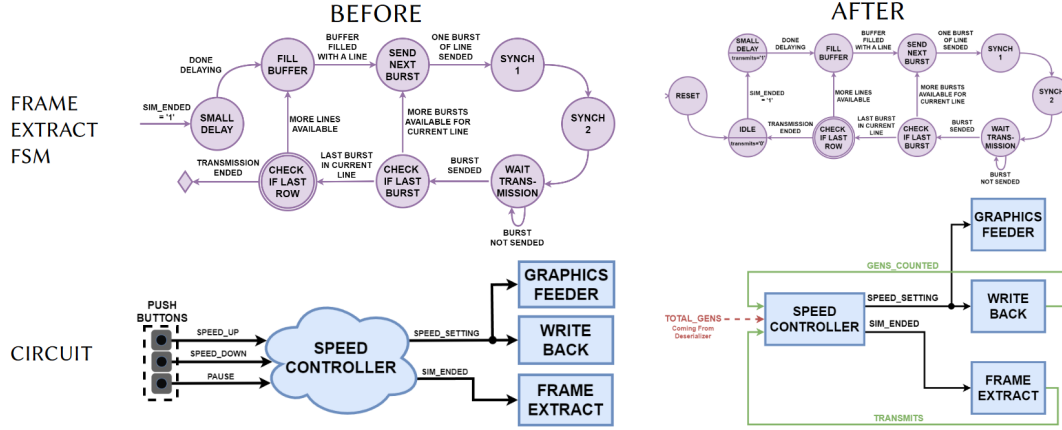 BEFORE
AFTER
FRAME
EXTRACT
FSM
SIM_ENDED
='1'
SMALL
DELAY
DONE
DELAYING
FILL
BUFFER
BUFFER
FILLED
WITH A LINE
SEND
NEXT
BURST
ONE BURST
OF LINE
SENDED
SYNCH
1
SYNCH
2
MORE LINES
AVAILABLE
MORE BURSTS
AVAILABLE FOR
CURRENT LINE
TRANSMISSION
ENDED
CHECK
IF LAST
ROW
LAST BURST
IN CURRENT
LINE
CHECK
IF LAST
BURST
BURST
SENDED
WAIT
TRANS-
MISSION
BURST
NOT SENDED
RESET
SMALL
DELAY
transmits='1'
DONE
DELAYING
FILL
BUFFER
BUFFER
FILLED
WITH A LINE
SEND
NEXT
BURST
ONE BURST
OF LINE
SENDED
SYNCH
1
SYNCH
2
SIM_ENDED
= '1'
MORE LINES
AVAILABLE
MORE BURSTS
AVAILABLE FOR
CURRENT LINE
IDLE
transmits='0'
TRANSMISSION
ENDED
CHECK
IF LAST
ROW
LAST BURST
IN CURRENT
LINE
CHECK
IF LAST
BURST
BURST
SENDED
WAIT
TRANS-
MISSION
BURST
NOT SENDED
CIRCUIT
PUSH
BUTTONS
SPEED_UP
SPEED_DOWN
PAUSE
SPEED
CONTROLLER
SPEED_SETTING
SIM_ENDED
GRAPHICS
FEEDER
WRITE
BACK
FRAME
EXTRACT
GRAPHICS
FEEDER
GENS_COUNTED
TOTAL_GENS
Coming From
Deserializer
SPEED
CONTROLLER
SPEED_SETTING
SIM_ENDED
WRITE
BACK
FRAME
EXTRACT
TRANSMITS